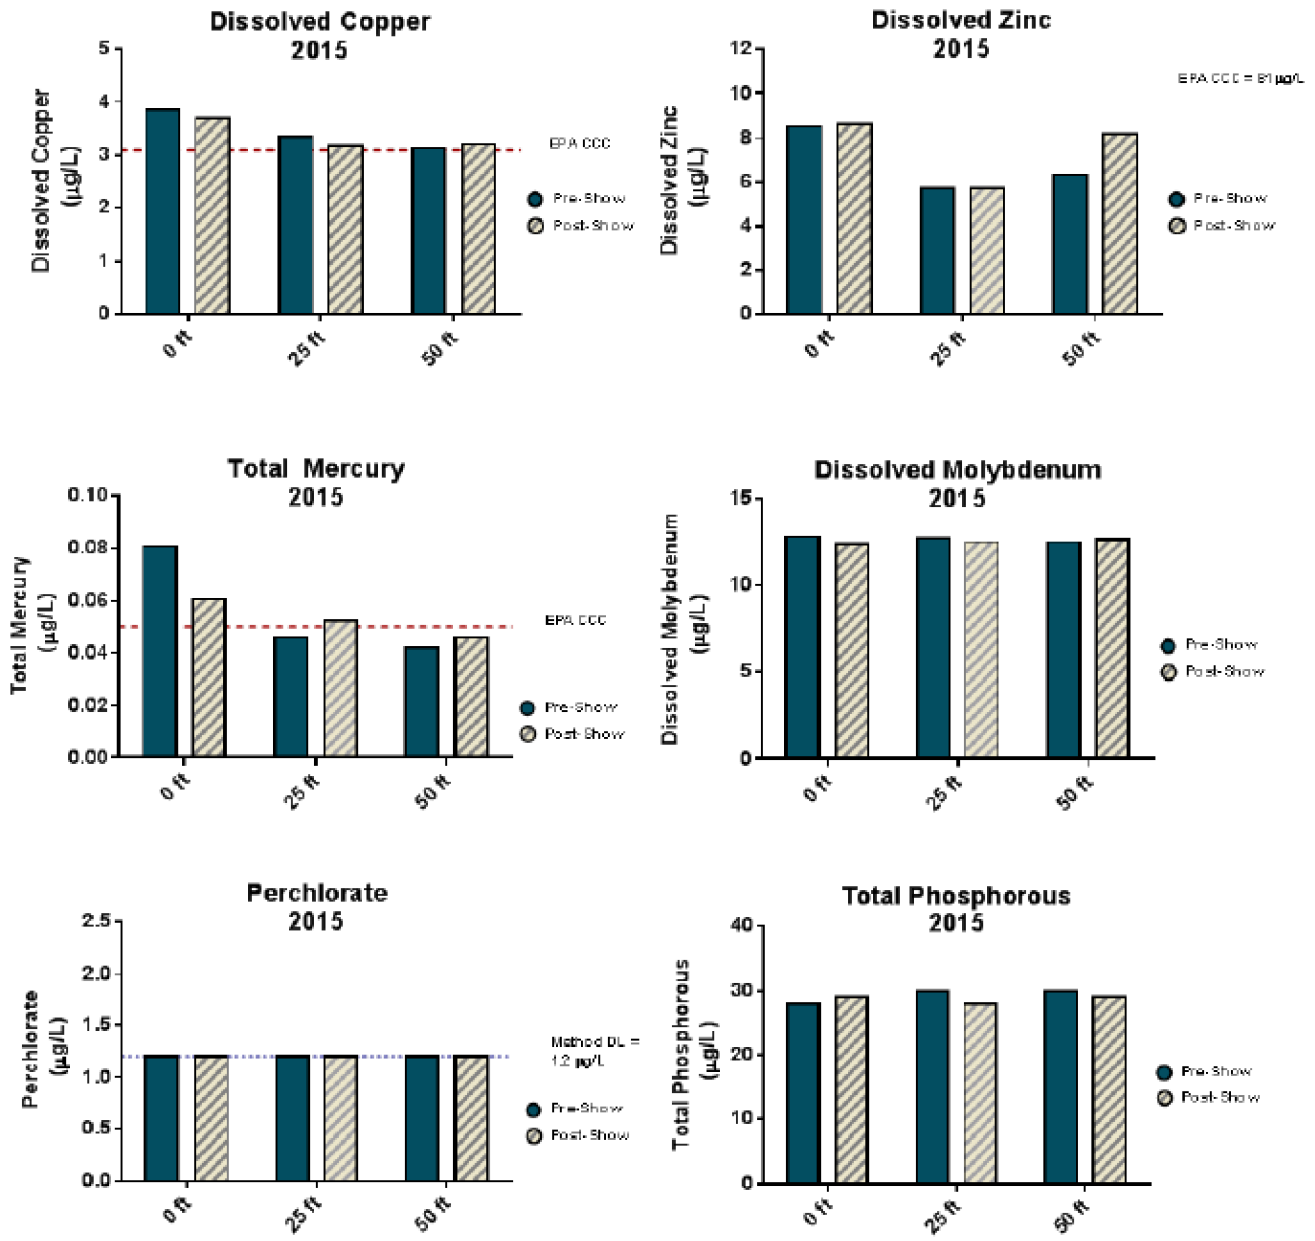 Dissolved Copper
2015
Dissolved Copper
(µg/L)
5
4
3
2
1
0
0 ft
25 ft
50 ft
EPA CCC
Pre-Show
Post-Show
Dissolved Zinc
2015
Dissolved Zinc
(µg/L)
12
10
8
6
4
2
0
0 ft
25 ft
50 ft
EPA CCC = 81 µg/L
Pre-Show
Post-Show
Total Mercury
2015
Total Mercury
(µg/L)
0.10
0.08
0.06
0.04
0.02
0.00
0 ft
25 ft
50 ft
EPA CCC
Pre-Show
Post-Show
Dissolved Molybdenum
2015
Dissolved Molybdenum
(µg/L)
15
10
5
0
0 ft
25 ft
50 ft
Pre-Show
Post-Show
Perchlorate
2015
Perchlorate
(µg/L)
2.5
2.0
1.5
1.0
0.5
0.0
0 ft
25 ft
50 ft
Method DL =
1.2 µg/L
Pre-Show
Post-Show
Total Phosphorous
2015
Total Phosphorous
(µg/L)
40
30
20
10
0
0 ft
25 ft
50 ft
Pre-Show
Post-Show